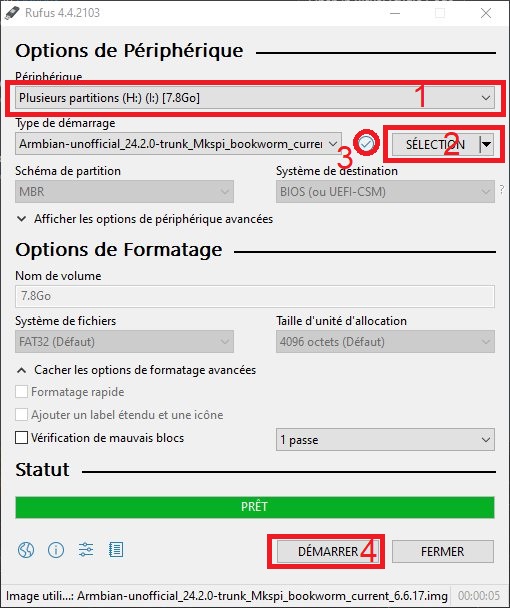 Rufus 4.4.2103
Options de Périphérique
Périphérique
Plusieurs partitions (H:) (I:) [7.8Go]
1
Type de démarrage
Armbian-unofficial_24.2.0-trunk_Mkspi_bookworm_curre
3
SÉLECTION
2
Schéma de partition
Système de destination
MBR
BIOS (ou UEFI-CSM)
?
Afficher les options de périphérique avancées
Options de Formatage
Nom de volume
7.8Go
Système de fichiers
Taille d'unité d'allocation
FAT32 (Défaut)
4096 octets (Défaut)
Cacher les options de formatage avancées
Formatage rapide
Ajouter un label étendu et une icône
Vérification de mauvais blocs
1 passe
Statut
PRÊT
DÉMARRER
4
FERMER
Image utili...: Armbian-unofficial_24.2.0-trunk_Mkspi_bookworm_current_6.6.17.img
00:00:05